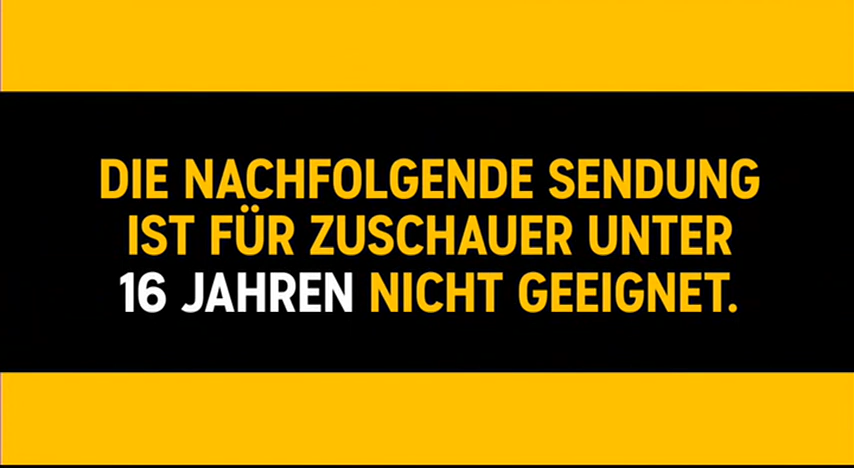 DIE NACHFOLGENDE SENDUNG
IST FÜR ZUSCHAUER UNTER
16 JAHREN NICHT GEEIGNET.